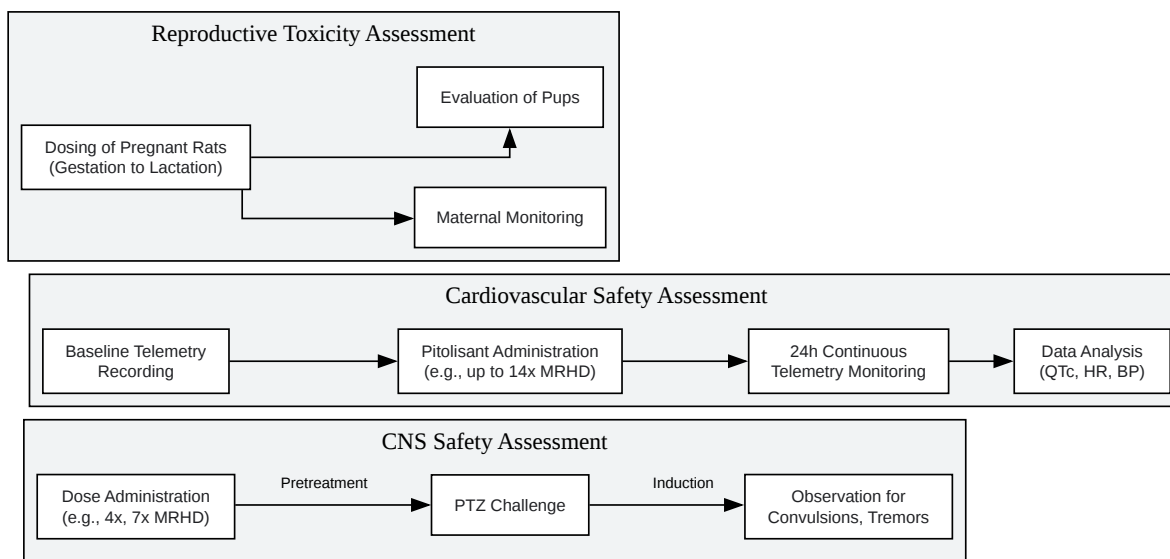 Reproductive Toxicity Assessment
Evaluation of Pups
Dosing of Pregnant Rats
(Gestation to Lactation)
Maternal Monitoring
Cardiovascular Safety Assessment
Baseline Telemetry
Recording
Pitolisant Administration
(e.g., up to 14x MRHD)
24h Continuous
Telemetry Monitoring
Data Analysis
(QTc, HR, BP)
CNS Safety Assessment
Dose Administration
(e.g., 4x, 7x MRHD)
Pretreatment
PTZ Challenge
Induction
Observation for
Convulsions, Tremors